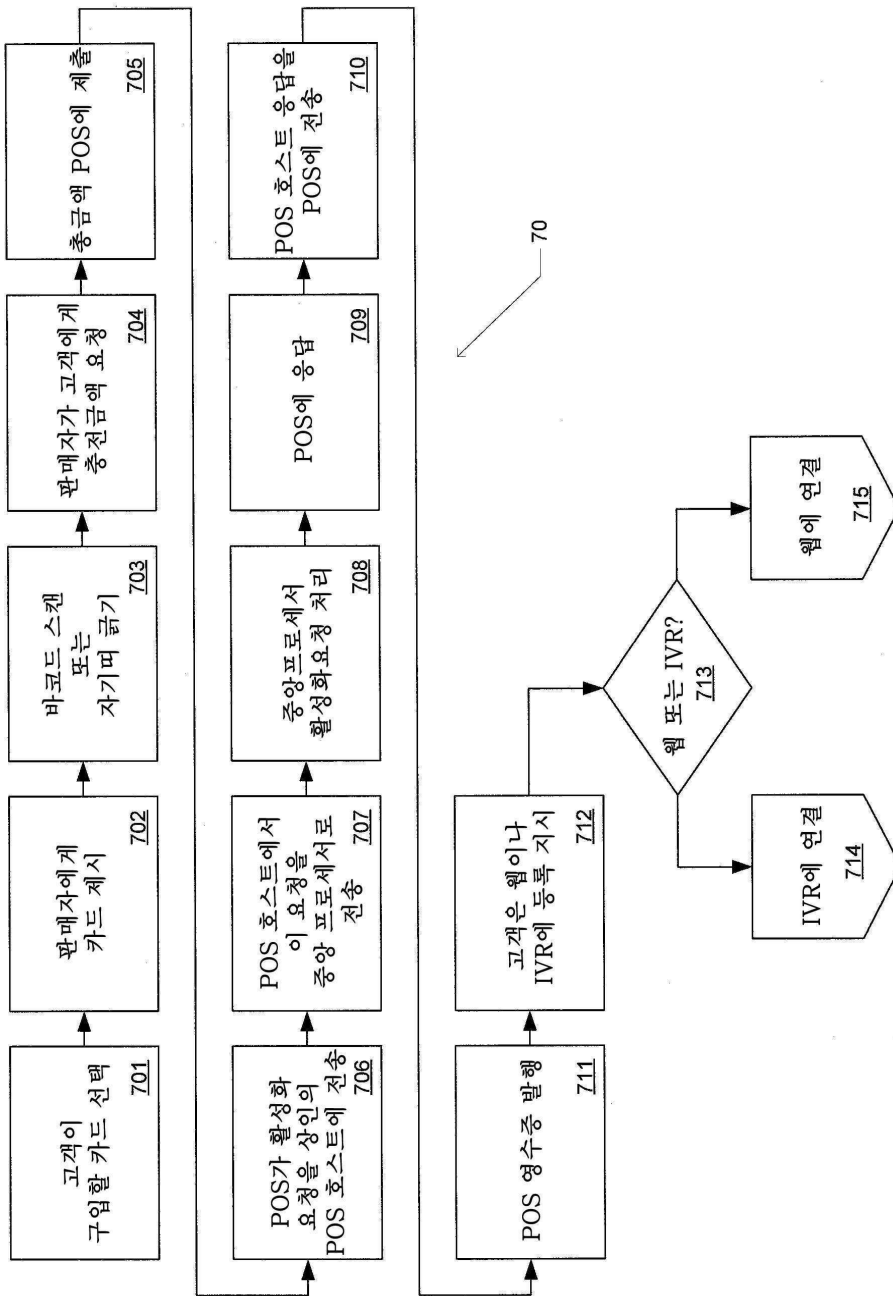 고객이
구입할 카드 선택
701
판매자에게
카드 제시
702
바코드 스캔
또는
자기띠 긁기
703
판매자가 고객에게
충전금액 요청
704
총금액 POS에 제출
705
POS가 활성화
요청을 상인의
POS 호스트에 전송
706
POS 호스트에서
이 요청을
중앙 프로세서로
전송
707
중앙프로세서
활성화요청 처리
708
POS에 응답
709
POS 호스트 응답을
POS에 전송
710
POS 영수증 발행
711
고객은 웹이나
IVR에 등록 지시
712
웹 또는 IVR?
713
IVR에 연결
714
웹에 연결
715
70